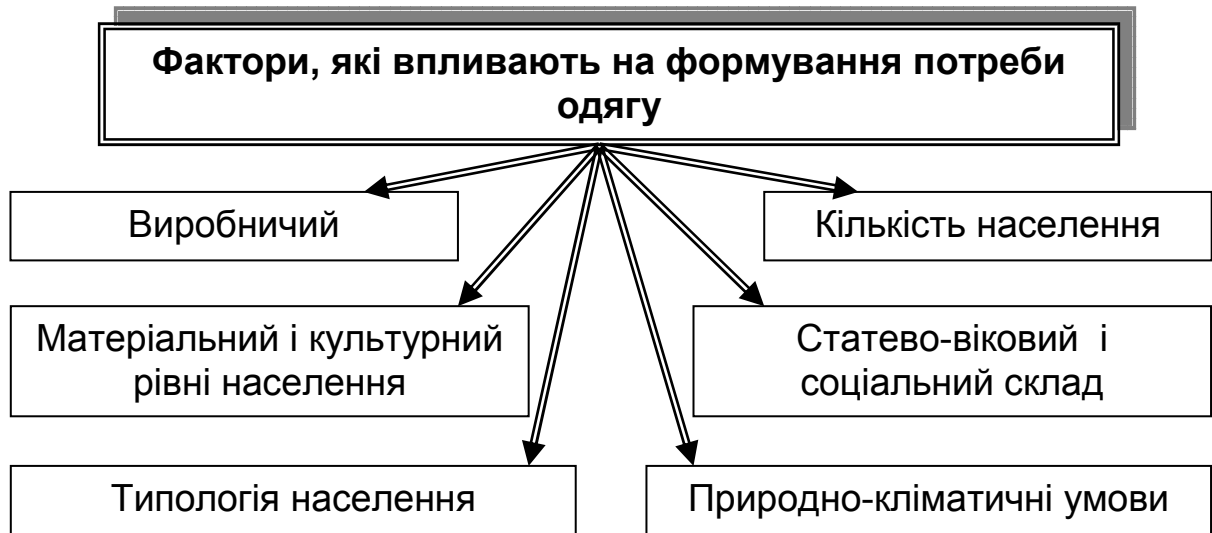 Фактори, які впливають на формування потреби
одягу
Виробничий
Кількість населення
Матеріальний і культурний
рівні населення
Статево-віковий і
соціальний склад
Типологія населення
Природно-кліматичні умови